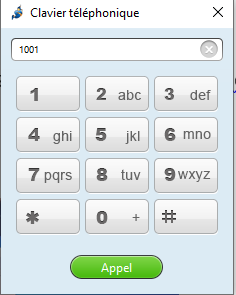 Clavier téléphonique
1001
1 2 abc 3 def
4 ghi 5 jkl 6 mno
7 pqrs 8 tuv 9 wxyz
* 0 + #
Appel